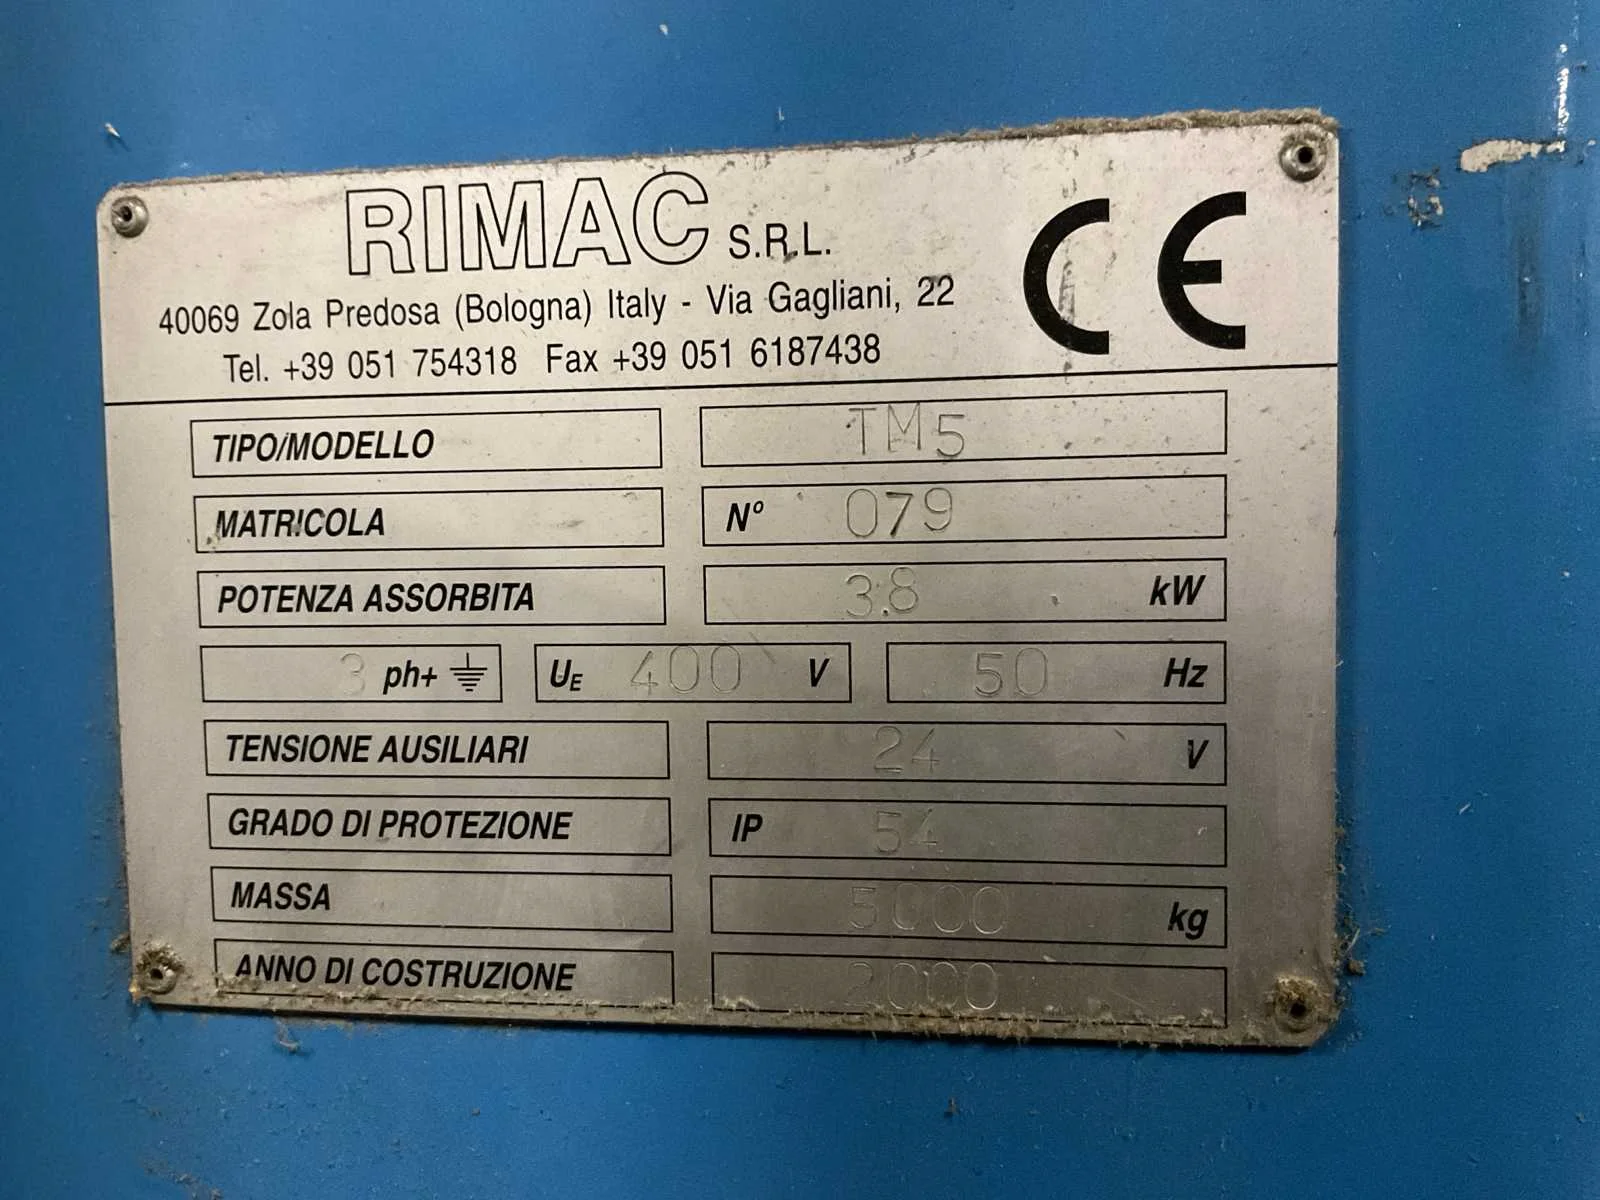 RIMAC S.R.L.
40069 Zola Predosa (Bologna) Italy - Via Gagliani, 22
Tel. +39 051 754318 Fax +39 051 6187438
CE
TIPO/MODELLO TM5
MATRICOLA N° 079
POTENZA ASSORBITA 3.8 kW
3 ph+ UE 400 V 50 Hz
TENSIONE AUSILIARI 24 V
GRADO DI PROTEZIONE IP 54
MASSA 5000 kg
ANNO DI COSTRUZIONE 2000